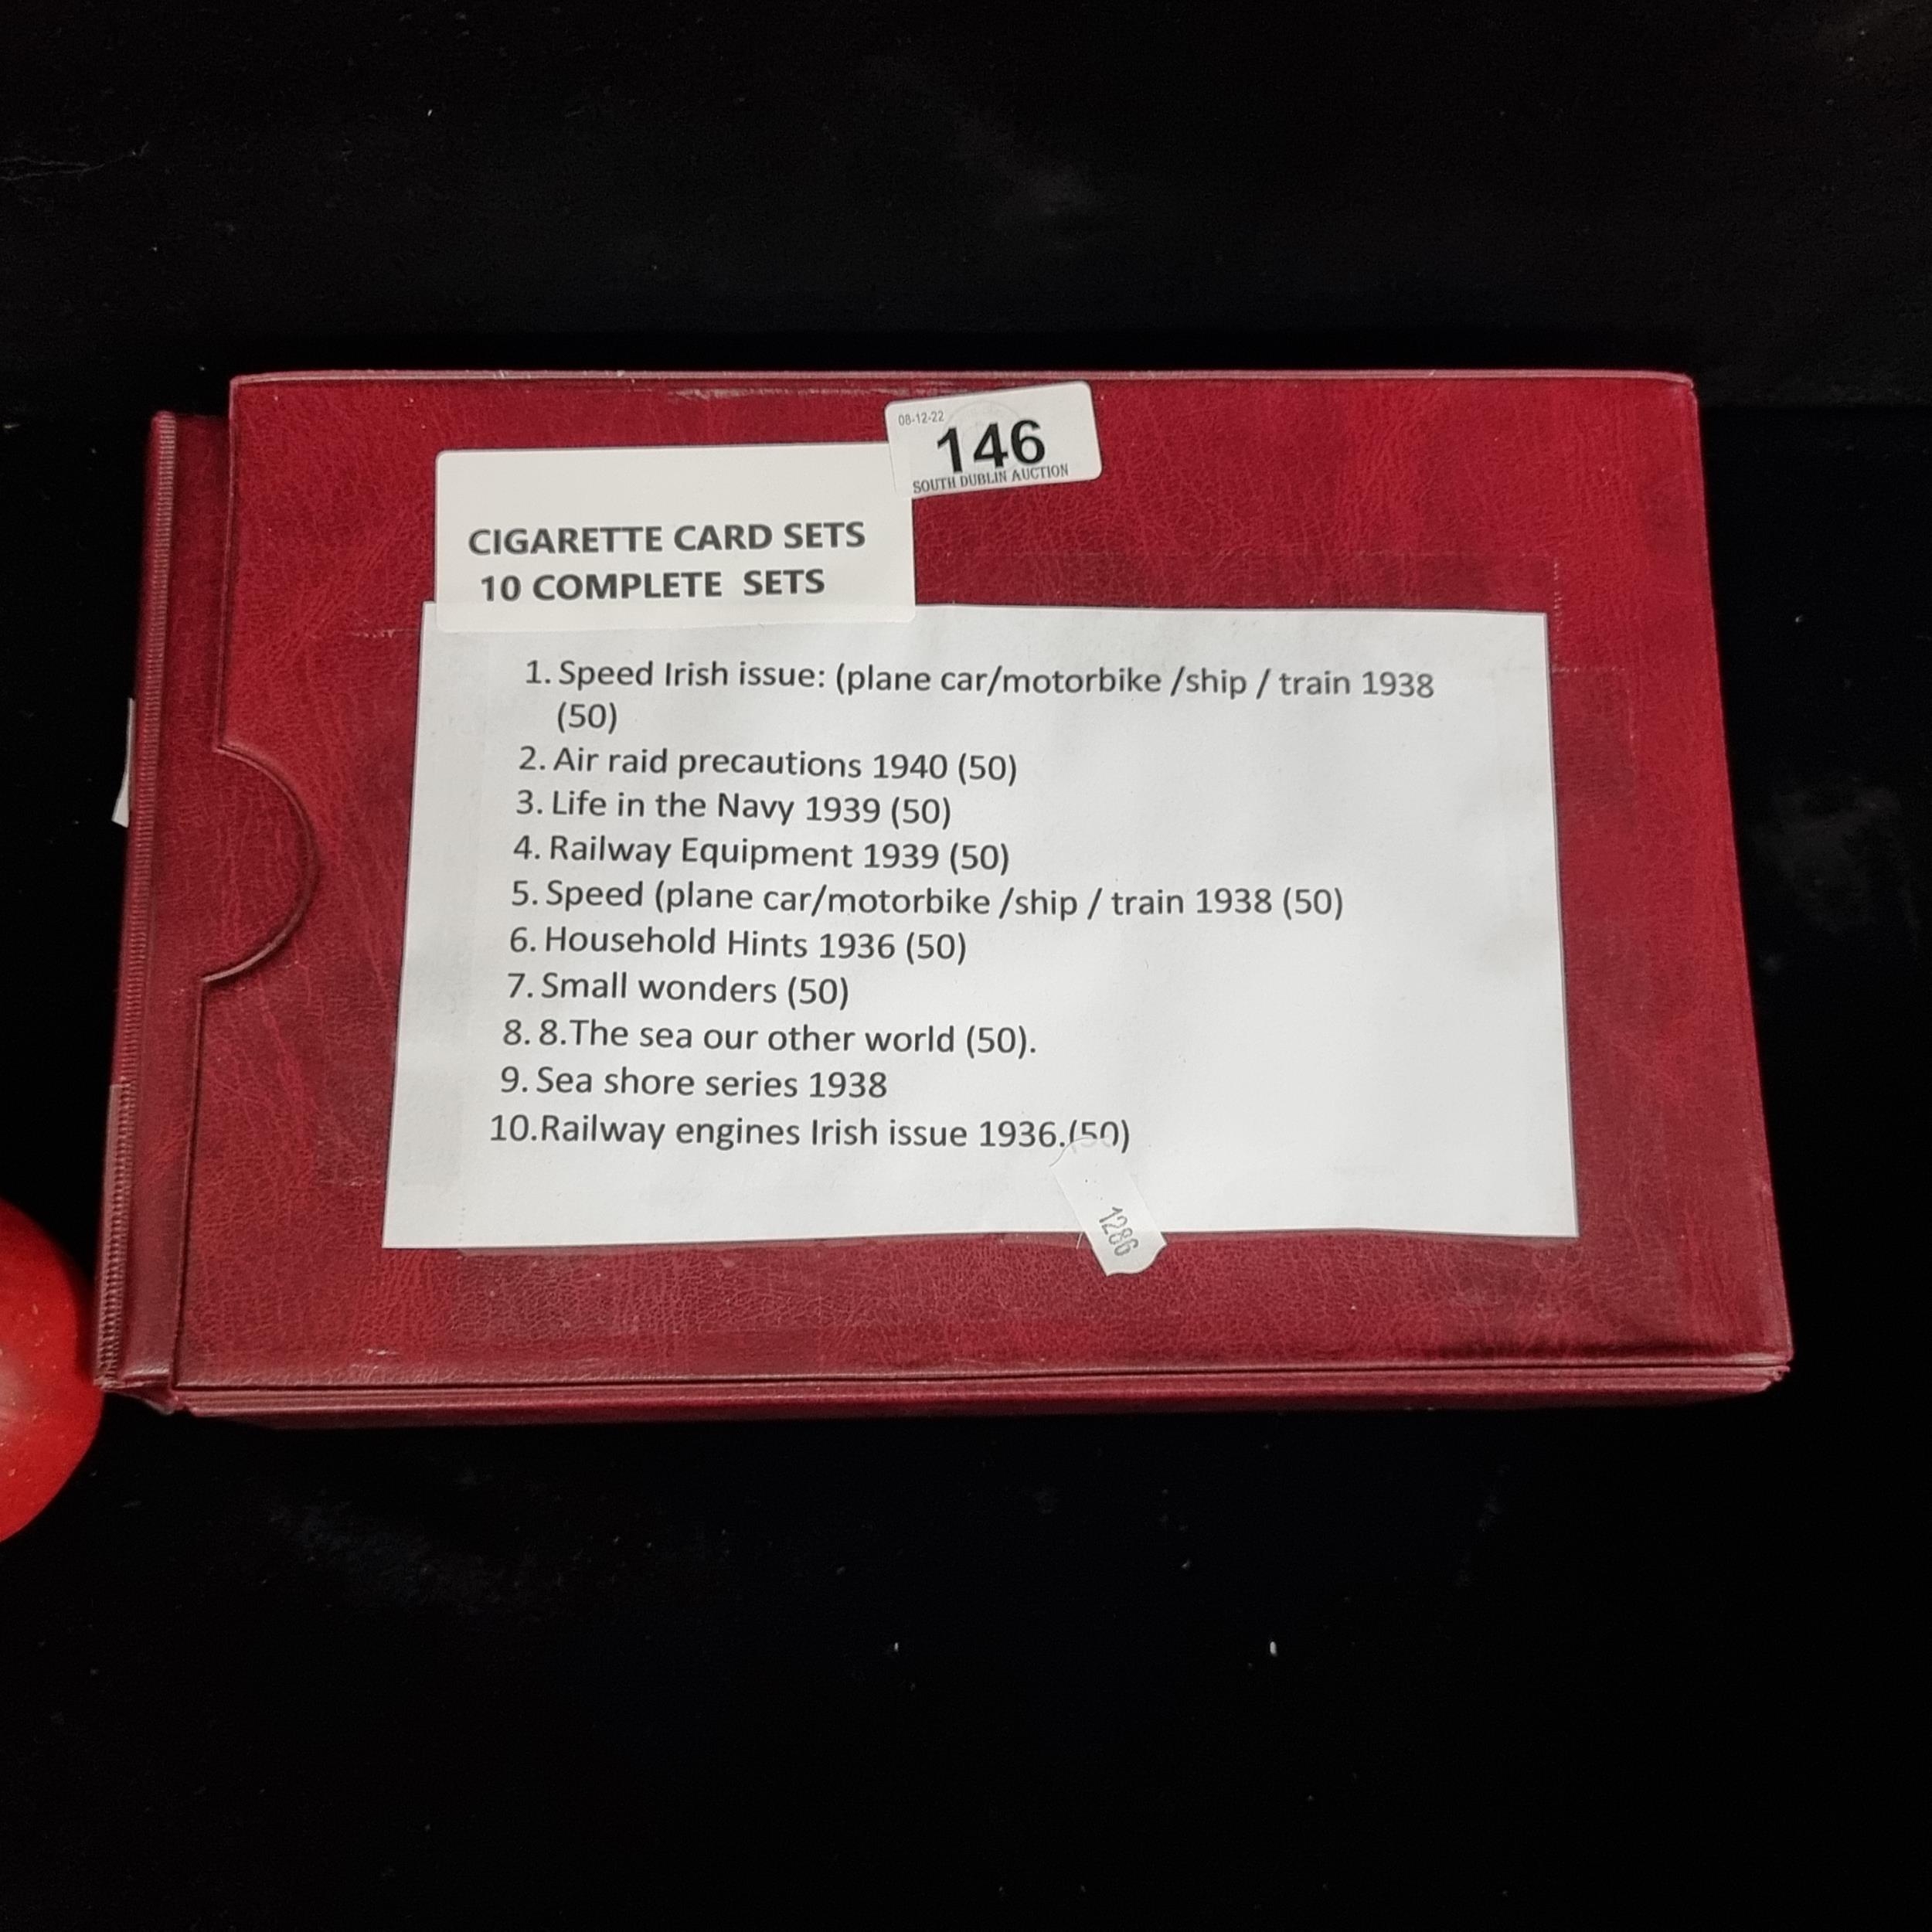 08-12-22
146
SOUTH DUBLIN AUCTION
CIGARETTE CARD SETS
10 COMPLETE SETS
1. Speed Irish issue: (plane car/motorbike /ship / train 1938
(50)
2. Air raid precautions 1940 (50)
3. Life in the Navy 1939 (50)
4. Railway Equipment 1939 (50)
5. Speed (plane car/motorbike /ship / train 1938 (50)
6. Household Hints 1936 (50)
7. Small wonders (50)
8. 8.The sea our other world (50).
9. Sea shore series 1938
10.Railway engines Irish issue 1936.(50)
1286